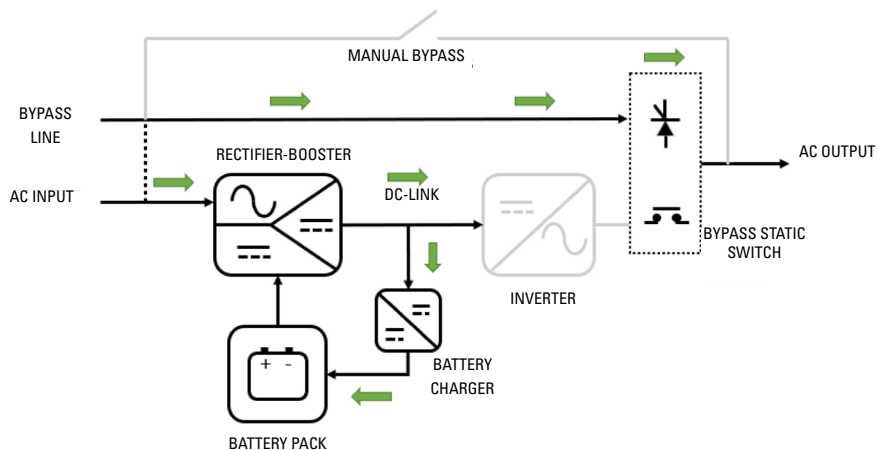 MANUAL BYPASS
BYPASS
LINE
RECTIFIER-BOOSTER
AC OUTPUT
AC INPUT
DC-LINK
BYPASS STATIC
SWITCH
INVERTER
+ -
BATTERY
CHARGER
BATTERY PACK